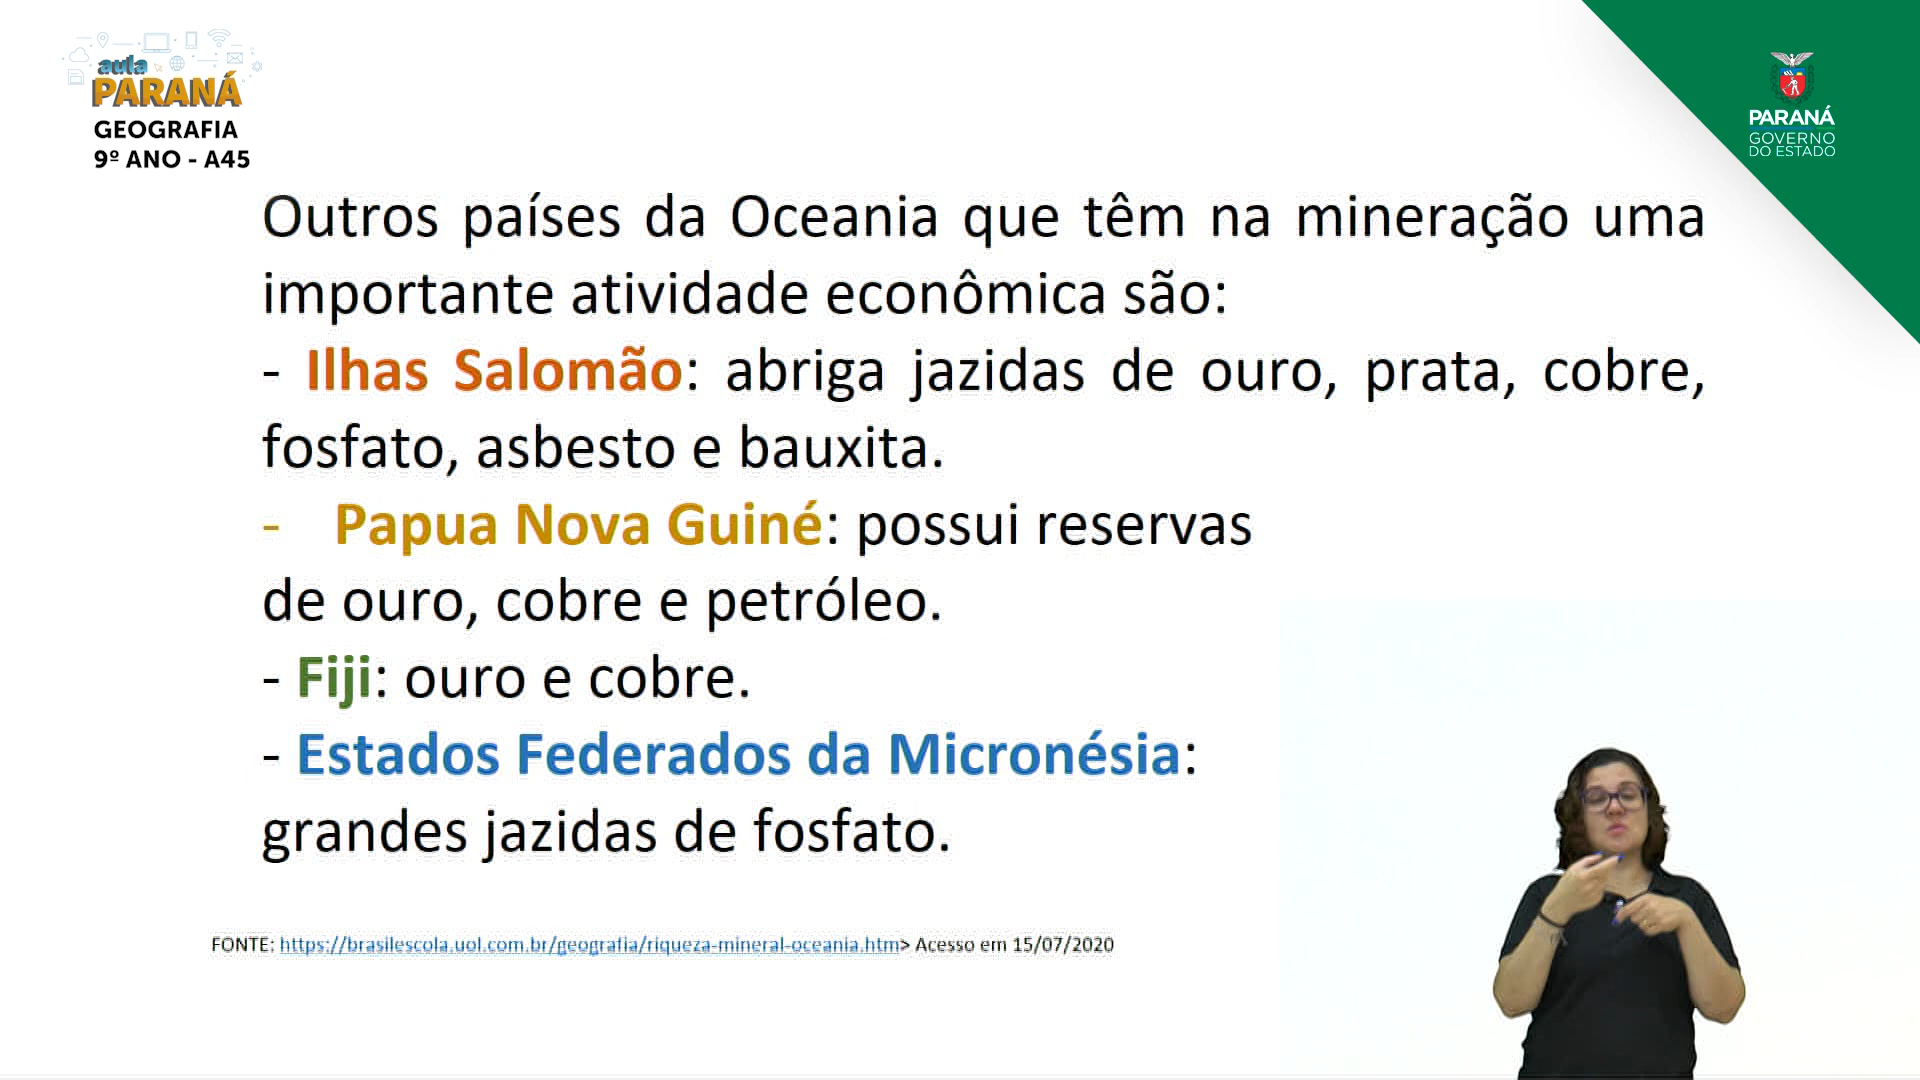 aula
PARANÁ
GEOGRAFIA
9º ANO - A45
PARANÁ
GOVERNO
DO ESTADO
Outros países da Oceania que têm na mineração uma
importante atividade econômica são:
- Ilhas Salomão: abriga jazidas de ouro, prata, cobre,
fosfato, asbesto e bauxita.
- Papua Nova Guiné: possui reservas
de ouro, cobre e petróleo.
- Fiji: ouro e cobre.
- Estados Federados da Micronésia:
grandes jazidas de fosfato.
FONTE: https://brasilescola.uol.com.br/geografia/riqueza-mineral-oceania.htm> Acesso em 15/07/2020